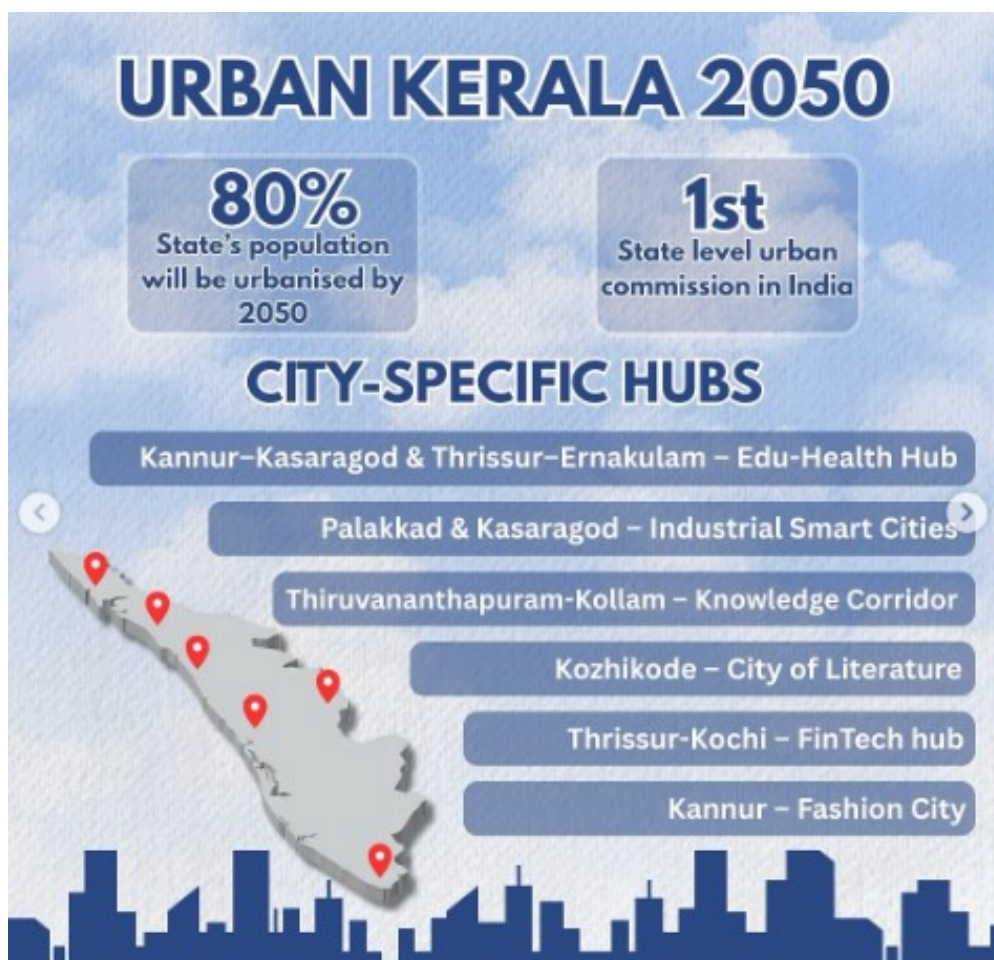 URBAN KERALA 2050
80%
State's population
will be urbanised by
2050
1st
State level urban
commission in India
CITY-SPECIFIC HUBS
Kannur–Kasaragod & Thrissur–Ernakulam – Edu-Health Hub
Palakkad & Kasaragod – Industrial Smart Cities
Thiruvananthapuram-Kollam – Knowledge Corridor
Kozhikode – City of Literature
Thrissur-Kochi – FinTech hub
Kannur – Fashion City